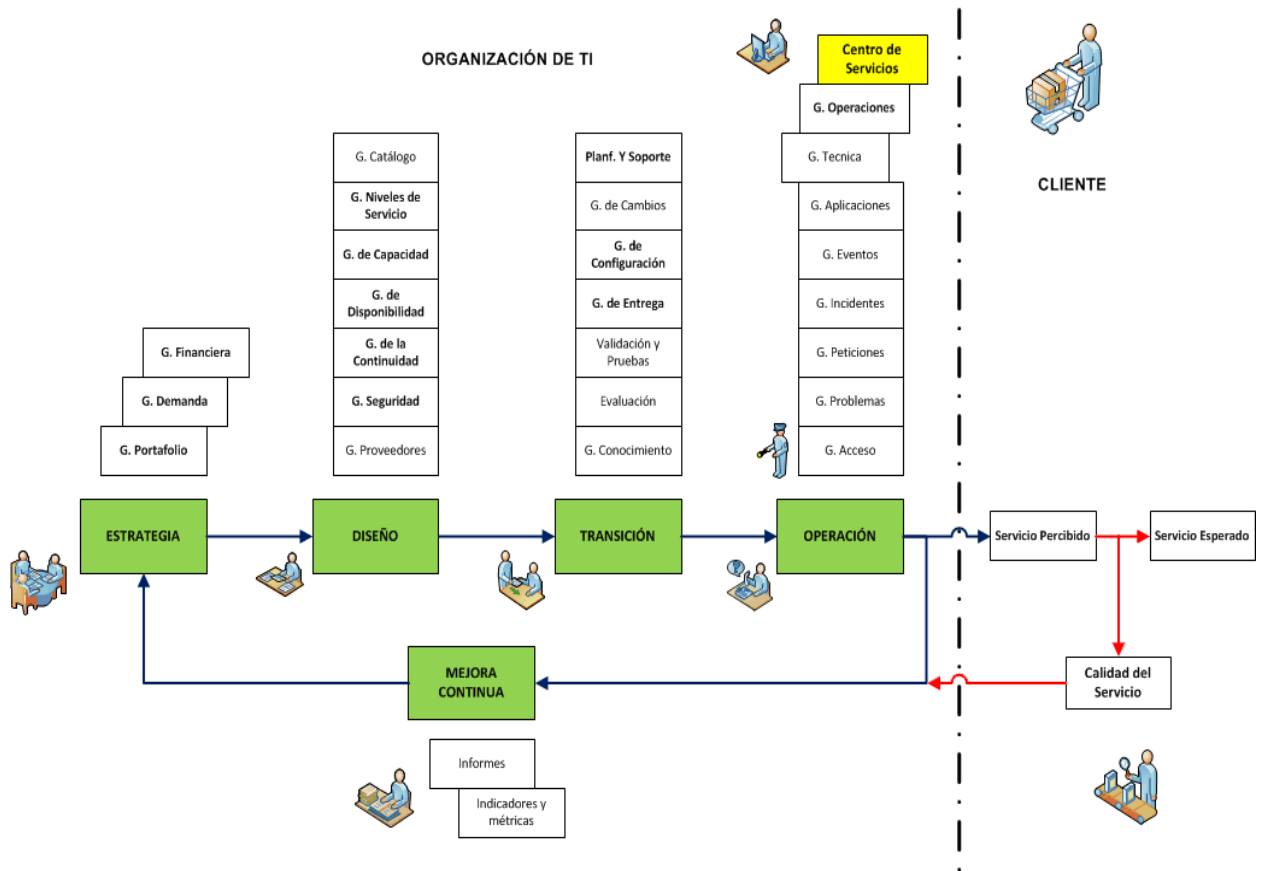 ORGANIZACIÓN DE TI
Centro de
Servicios
G. Operaciones
G. Catálogo
Planf. Y Soporte
G. Tecnica
CLIENTE
G. Niveles de
Servicio
G. de Cambios
G. Aplicaciones
G. de Capacidad
G. de
Configuración
G. Eventos
G. de
Disponibilidad
G. de Entrega
G. Incidentes
G. Financiera
G. de la
Continuidad
Validación y
Pruebas
G. Peticiones
G. Demanda
G. Seguridad
Evaluación
G. Problemas
G. Portafolio
G. Proveedores
G. Conocimiento
G. Acceso
ESTRATEGIA
DISEÑO
TRANSICIÓN
OPERACIÓN
Servicio Percibido
Servicio Esperado
MEJORA
CONTINUA
Calidad del
Servicio
Informes
Indicadores y
métricas